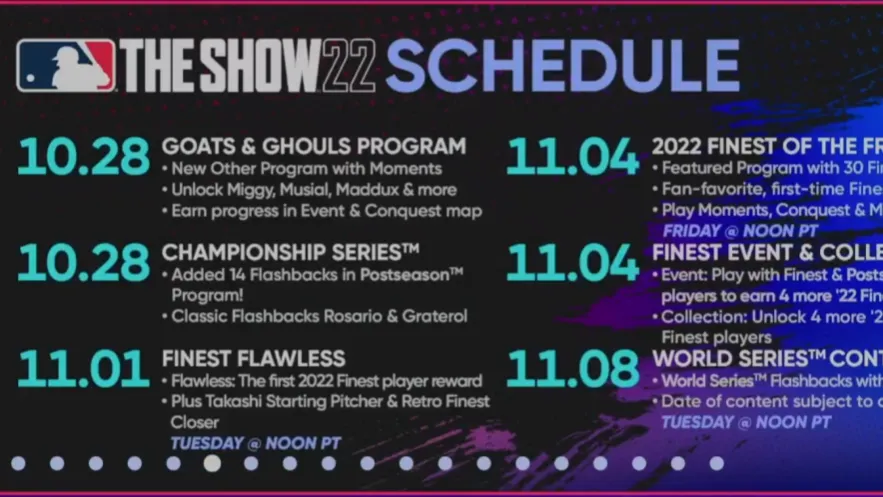 THE SHOW 22 SCHEDULE
10.28 GOATS & GHOULS PROGRAM
• New Other Program with Moments
• Unlock Miggy, Musial, Maddux & more
• Earn progress in Event & Conquest map
10.28 CHAMPIONSHIP SERIES™
• Added 14 Flashbacks in Postseason™
Program!
• Classic Flashbacks Rosario & Graterol
11.01 FINEST FLAWLESS
• Flawless: The first 2022 Finest player reward
• Plus Takashi Starting Pitcher & Retro Finest
Closer
TUESDAY @ NOON PT
11.04 2022 FINEST OF THE FR
• Featured Program with 30 Fi
• Fan-favorite, first-time Fine
• Play Moments, Conquest & M
FRIDAY @ NOON PT
11.04 FINEST EVENT & COLLE
• Event: Play with Finest & Posts
players to earn 4 more '22 Fin
• Collection: Unlock 4 more '2
Finest players
11.08 WORLD SERIES™ CONT
• World Series™ Flashbacks with
• Date of content subject to c
TUESDAY @ NOON PT